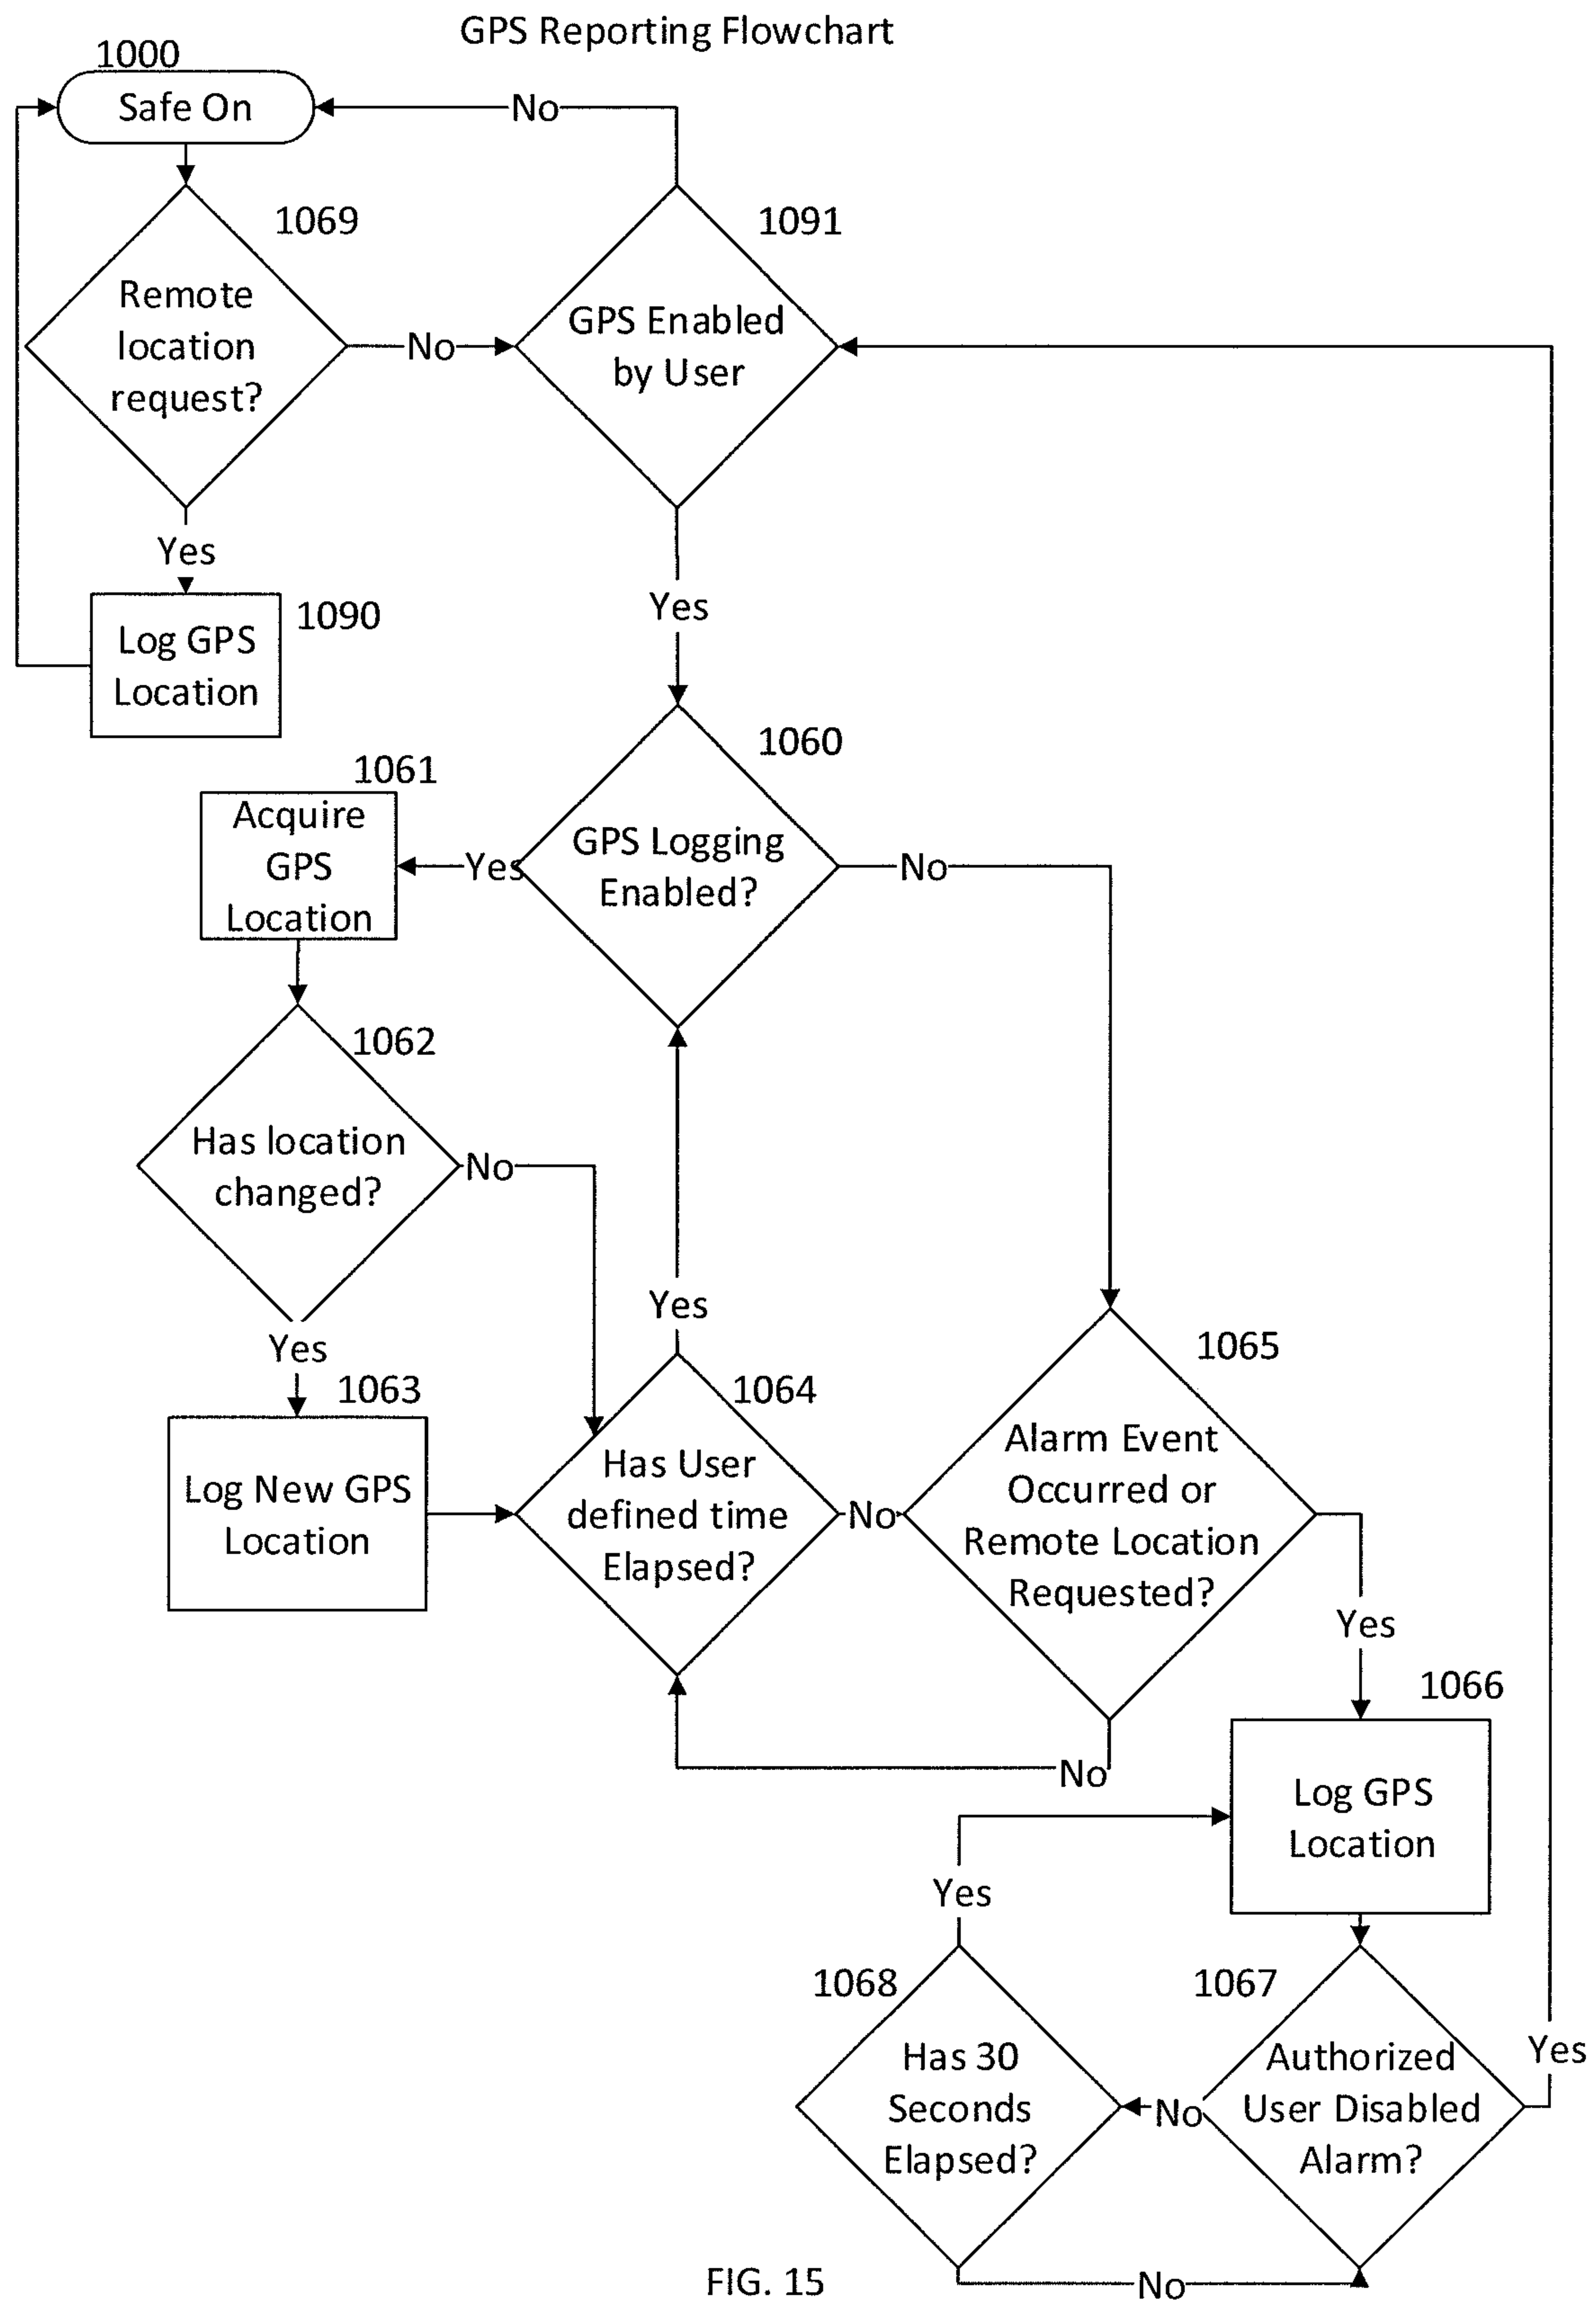 GPS Reporting Flowchart
1000
Safe On
No
1069
Remote
location
request?
No
1091
GPS Enabled
by User
Yes
1090
Log GPS
Location
Yes
1060
GPS Logging
Enabled?
1061
Acquire
GPS
Location
Yes
No
1062
Has location
changed?
No
Yes
1063
Log New GPS
Location
Yes
1064
Has User
defined time
Elapsed?
No
1065
Alarm Event
Occurred or
Remote Location
Requested?
Yes
No
1066
Log GPS
Location
Yes
1068
Has 30
Seconds
Elapsed?
No
1067
Authorized
User Disabled
Alarm?
Yes
No
FIG. 15